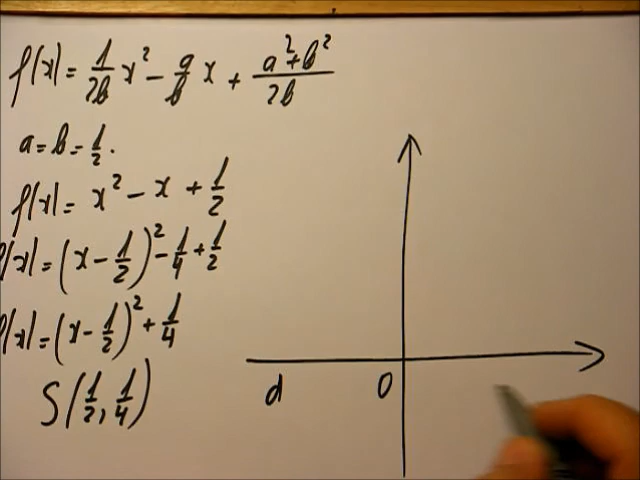 f(x) = 1/2b x² - a/b x + a²+b²/2b
a = b = 1/2.
f(x) = x² - x + 1/2
f(x) = (x - 1/2)² - 1/4 + 1/2
f(x) = (x - 1/2)² + 1/4
S(1/2, 1/4)
d
O